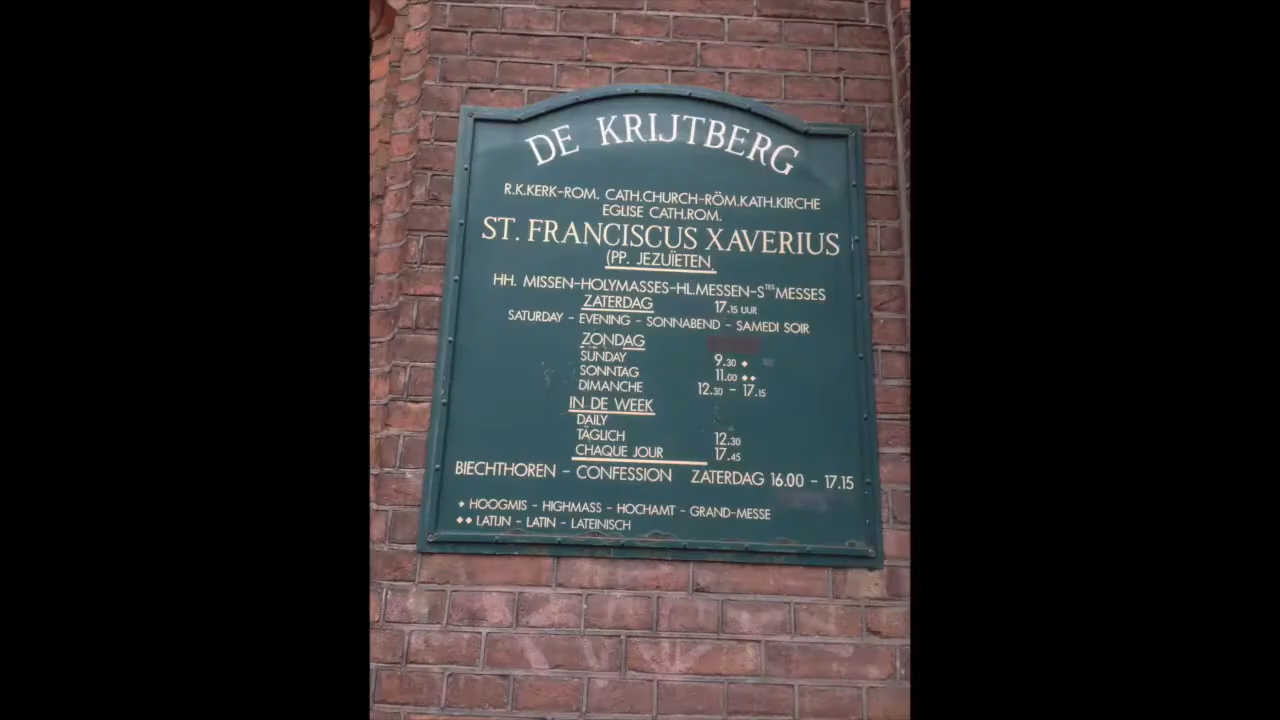 DE KRIJTBERG
R.K.KERK-ROM. CATH.CHURCH-RÖM.KATH.KIRCHE
EGLISE CATH.ROM.
ST. FRANCISCUS XAVERIUS
(PP. JEZUÏETEN.
HH. MISSEN-HOLYMASSES-HL.MESSEN-STES MESSES
ZATERDAG 17.15 UUR
SATURDAY - EVENING - SONNABEND - SAMEDI SOIR
ZONDAG
SUNDAY 9.30 ◆
SONNTAG 11.00 ◆◆
DIMANCHE 12.30 - 17.15
IN DE WEEK
DAILY
TÄGLICH 12.30
CHAQUE JOUR 17.45
BIECHTHOREN - CONFESSION ZATERDAG 16.00 - 17.15
◆ HOOGMIS - HIGHMASS - HOCHAMT - GRAND-MESSE
◆◆ LATIJN - LATIN - LATEINISCH